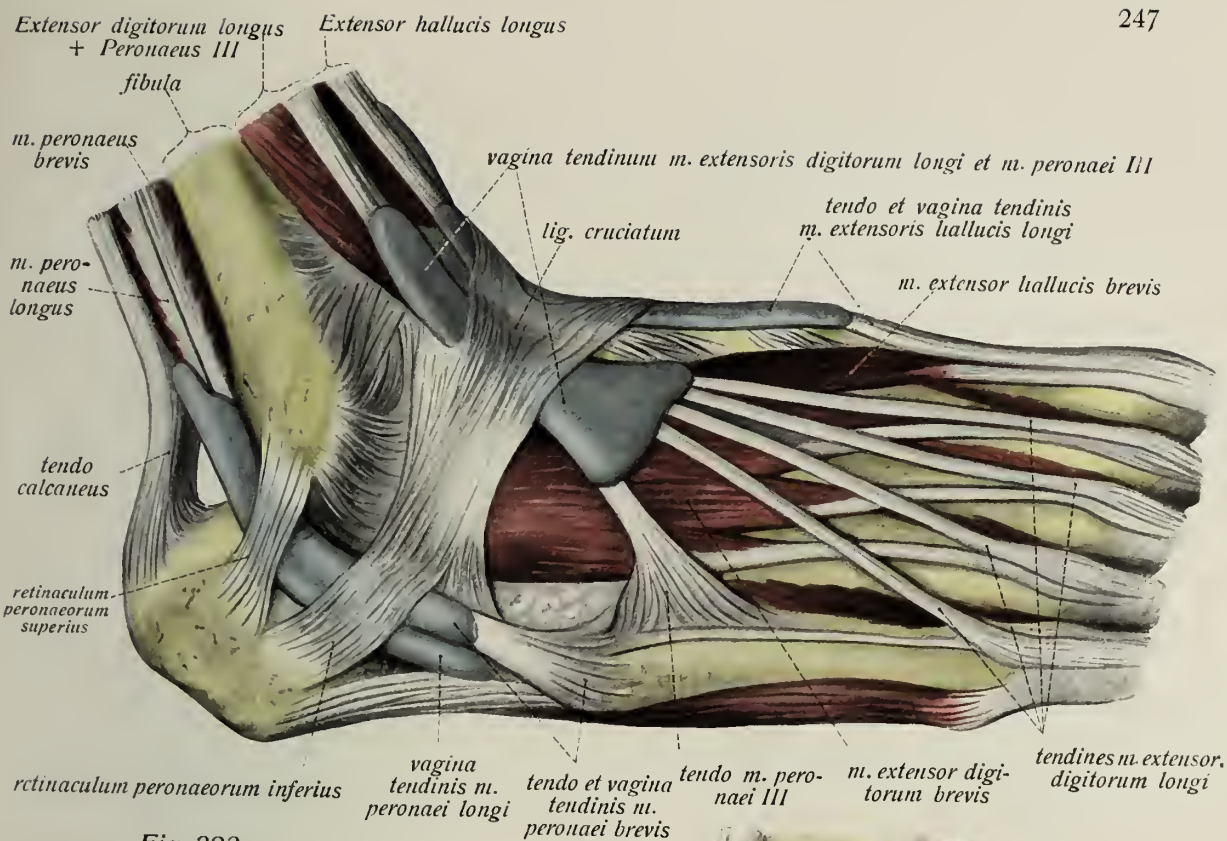 247
Extensor digitorum longus
+ Peronaeus III
Extensor hallucis longus
fibula
m. peronaeus
brevis
vagina tendinum m. extensoris digitorum longi et m. peronaei III
tendo et vagina tendinis
m. extensoris hallucis longi
lig. cruciatum
m. pero-
naeus
longus
m. extensor hallucis brevis
tendo
calcaneus
retinaculum
peronaeorum
superius
retinaculum peronaeorum inferius
vagina
tendinis m.
peronaei longi
tendo et vagina
tendinis m.
peronaei brevis
tendo m. pero-
naei III
m. extensor digi-
torum brevis
tendines m. extensor.
digitorum longi